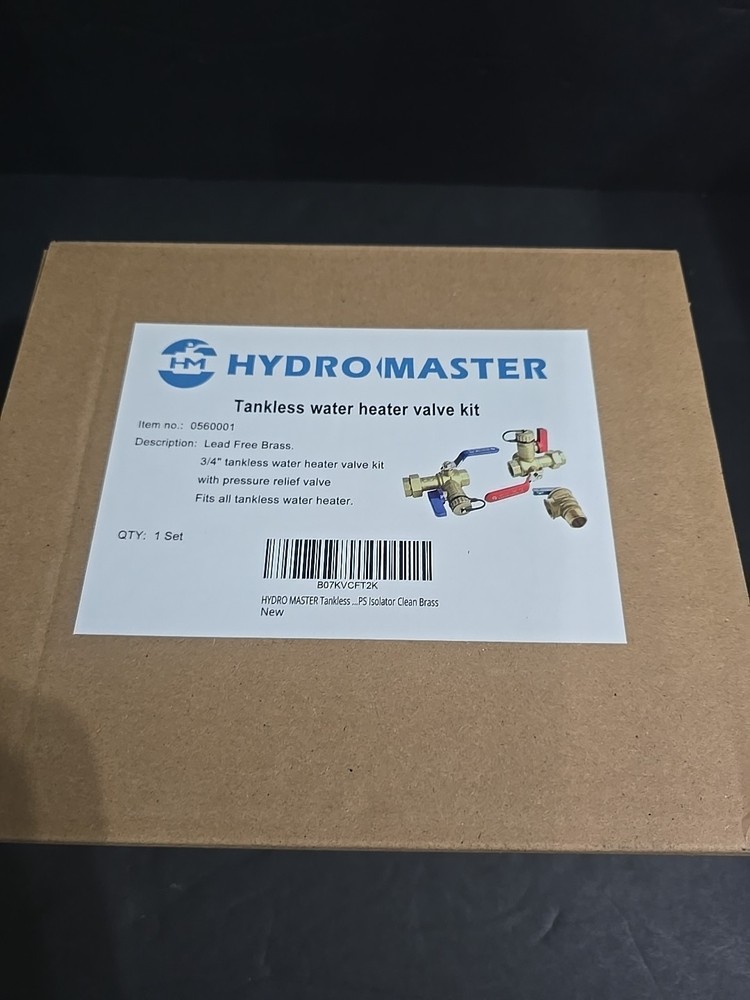 HM HYDRO MASTER
Tankless water heater valve kit
Item no.: 0560001
Description: Lead Free Brass.
3/4" tankless water heater valve kit
with pressure relief valve
Fits all tankless water heater.
QTY: 1 Set
B07KVCFT2K
HYDRO MASTER Tankless ...PS Isolator Clean Brass
New